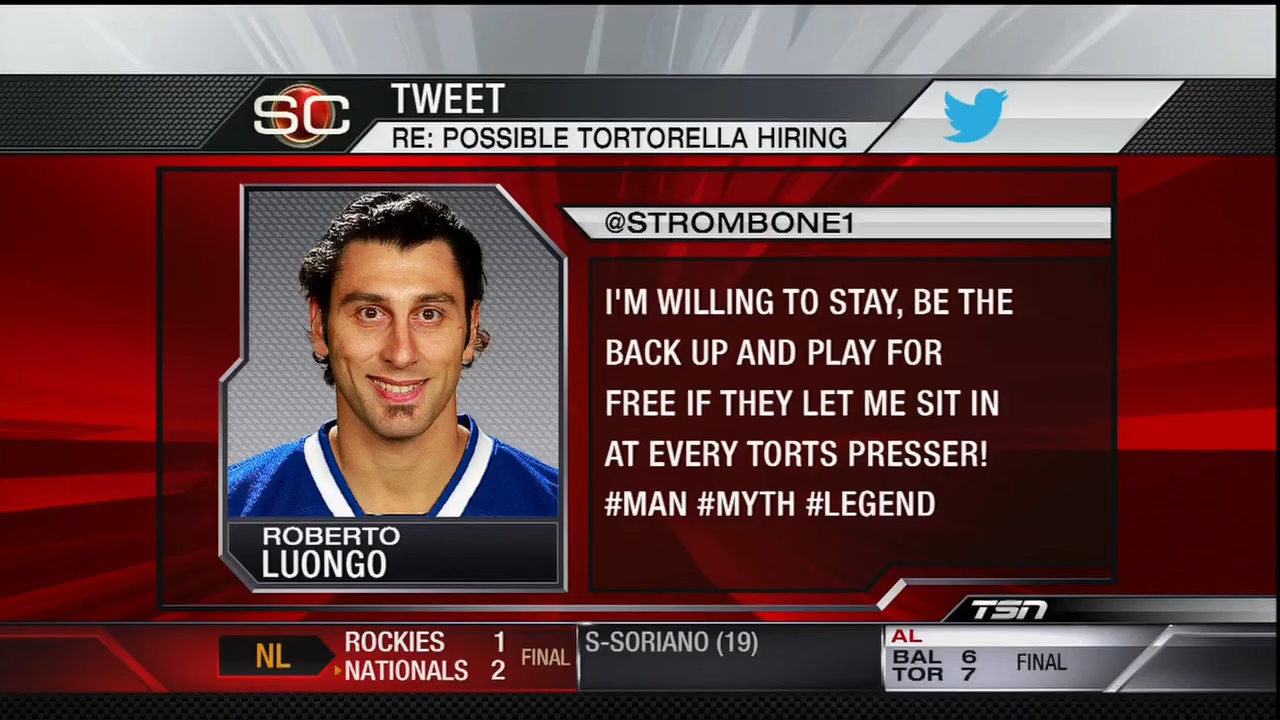 SC
TWEET
RE: POSSIBLE TORTORELLA HIRING
@STROMBONE1
I'M WILLING TO STAY, BE THE
BACK UP AND PLAY FOR
FREE IF THEY LET ME SIT IN
AT EVERY TORTS PRESSER!
#MAN #MYTH #LEGEND
ROBERTO
LUONGO
TSN
NL
ROCKIES 1
NATIONALS 2
FINAL
S-SORIANO (19)
AL
BAL 6
TOR 7
FINAL